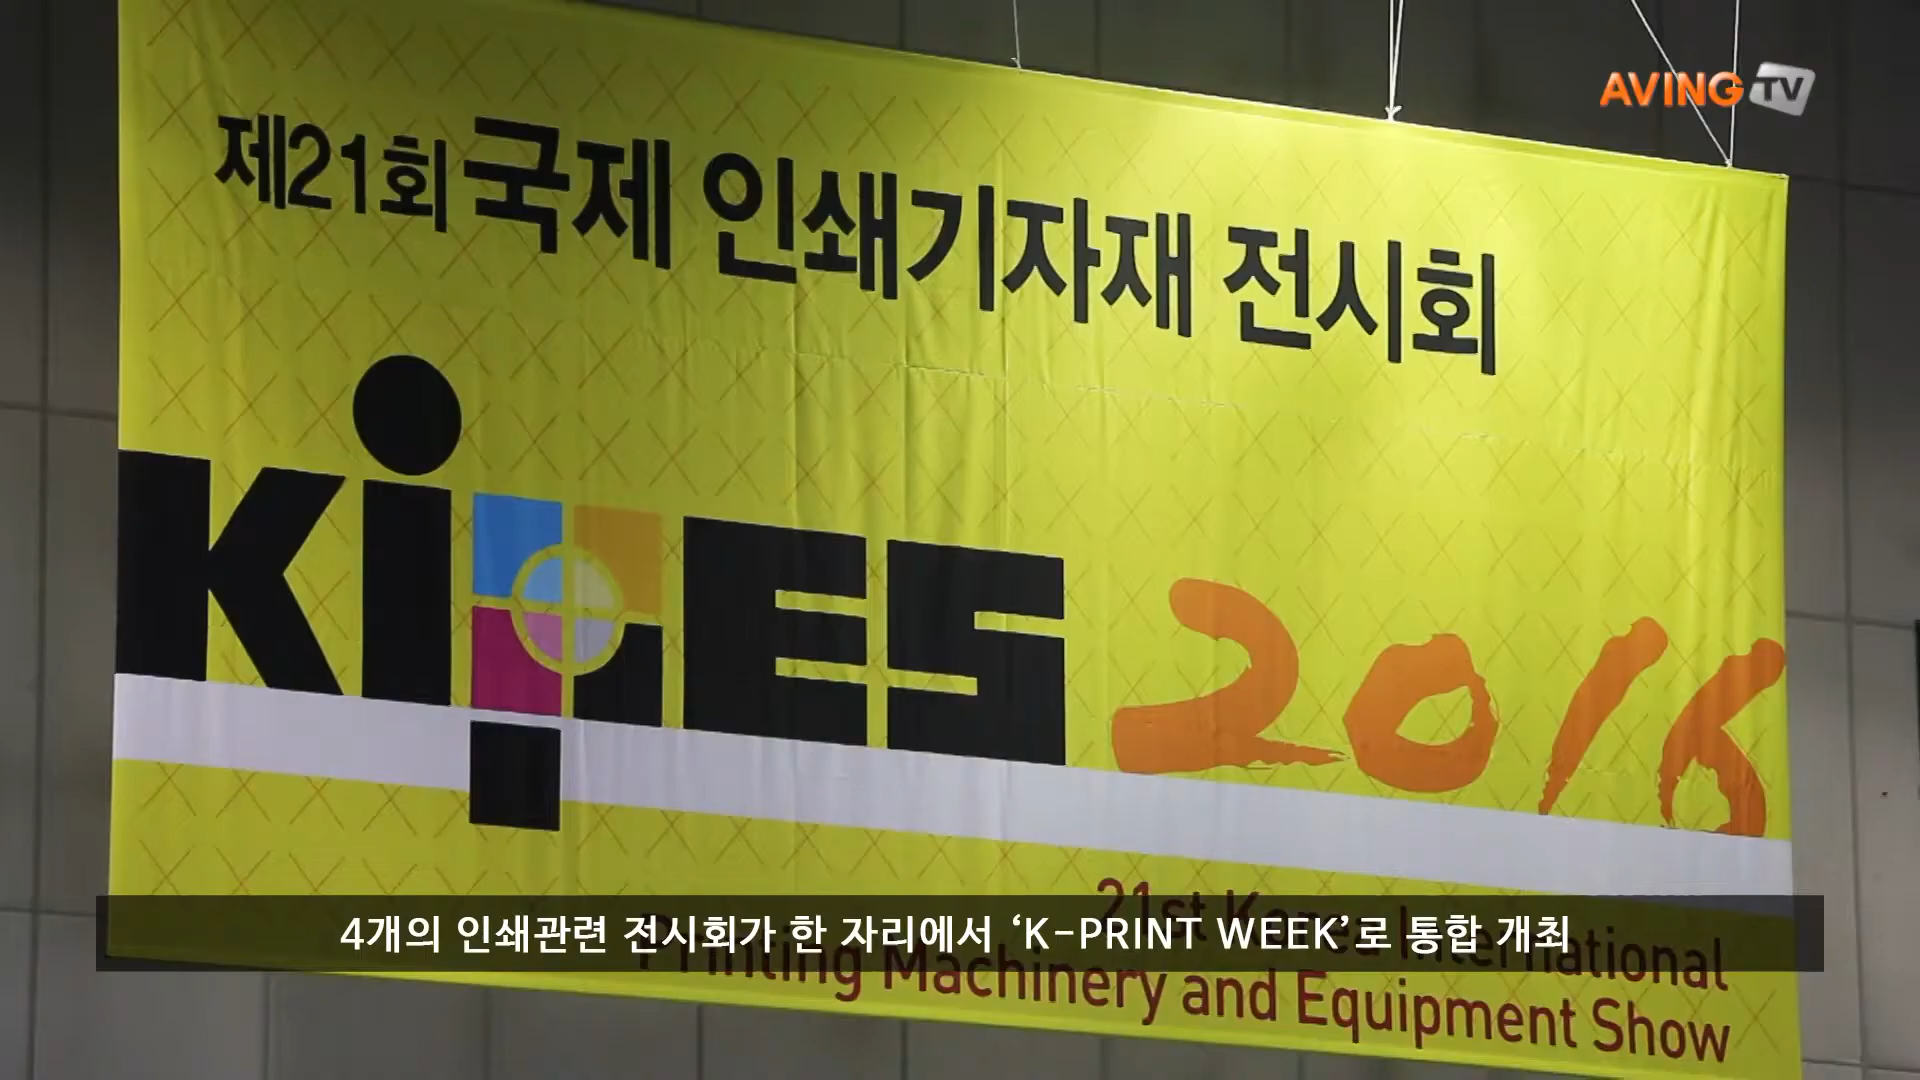 AVING TV
제21회 국제 인쇄기자재 전시회
KIPES 2016
21st Korea International
Printing Machinery and Equipment Show
4개의 인쇄관련 전시회가 한 자리에서 ‘K-PRINT WEEK’로 통합 개최